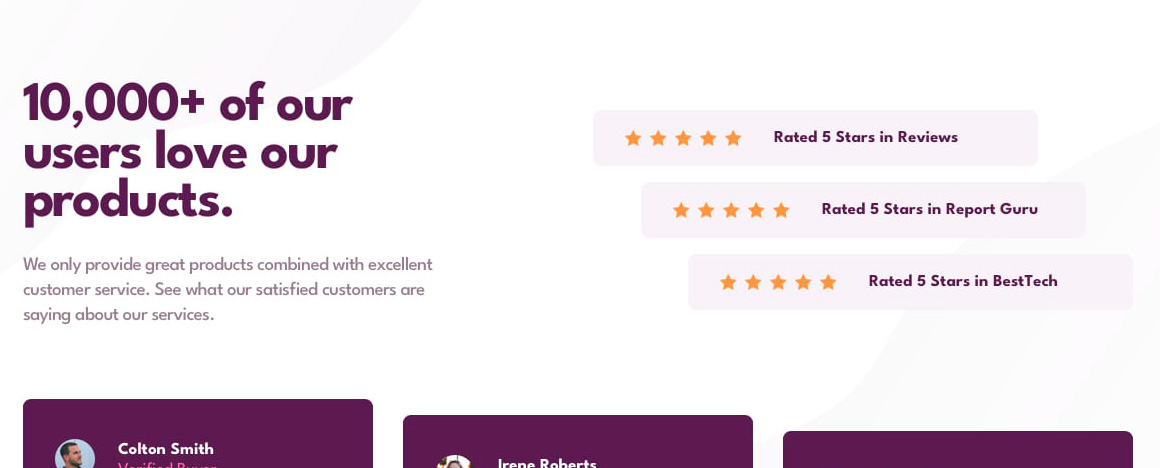 10,000+ of our
users love our
products.
We only provide great products combined with excellent
customer service. See what our satisfied customers are
saying about our services.
Rated 5 Stars in Reviews
Rated 5 Stars in Report Guru
Rated 5 Stars in BestTech
Colton Smith
Verified Buyer
Irene Roberts